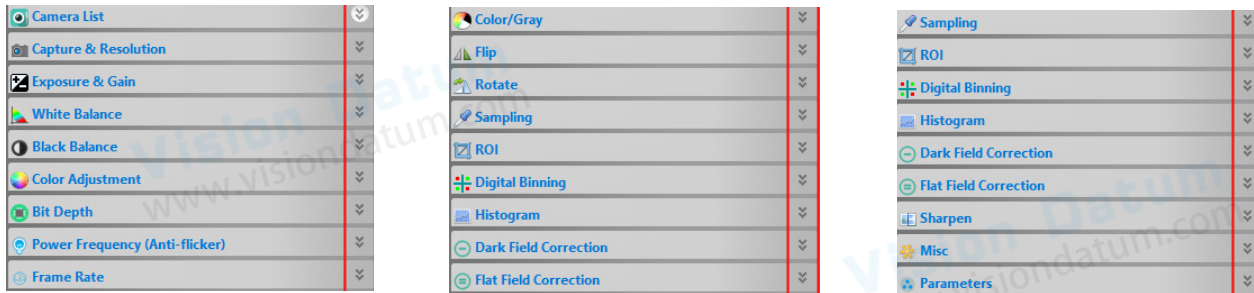 Camera List
Capture & Resolution
Exposure & Gain
White Balance
Black Balance
Color Adjustment
Bit Depth
Power Frequency (Anti-flicker)
Frame Rate
Vision Datum
www.visiondatum.com
Color/Gray
Flip
Rotate
Sampling
ROI
Digital Binning
Histogram
Dark Field Correction
Flat Field Correction
Sampling
ROI
Digital Binning
Histogram
Dark Field Correction
Flat Field Correction
Sharpen
Misc
Parameters
Vision Datum
visiondatum.com